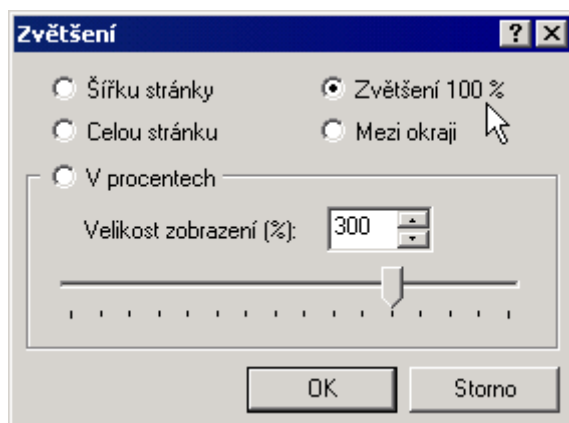 Zvětšení
Šířku stránky
Zvětšení 100 %
Celou stránku
Mezi okraji
V procentech
Velikost zobrazení (%): 300
OK
Storno